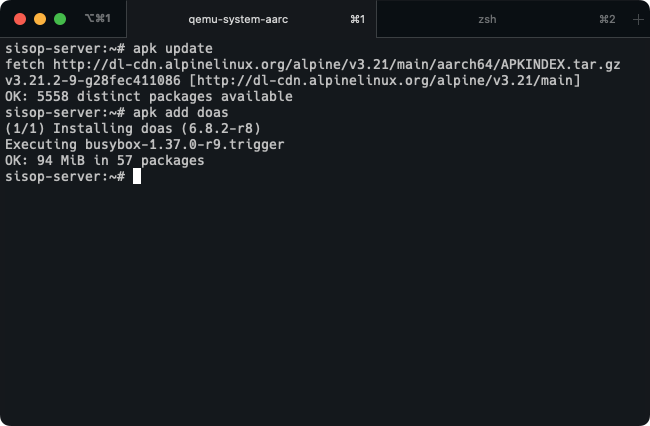 ⌥⌘1 qemu-system-aarc ⌘1 zsh ⌘2 +
sisop-server:~# apk update
fetch http://dl-cdn.alpinelinux.org/alpine/v3.21/main/aarch64/APKINDEX.tar.gz
v3.21.2-9-g28fec411086 [http://dl-cdn.alpinelinux.org/alpine/v3.21/main]
OK: 5558 distinct packages available
sisop-server:~# apk add doas
(1/1) Installing doas (6.8.2-r8)
Executing busybox-1.37.0-r9.trigger
OK: 94 MiB in 57 packages
sisop-server:~#